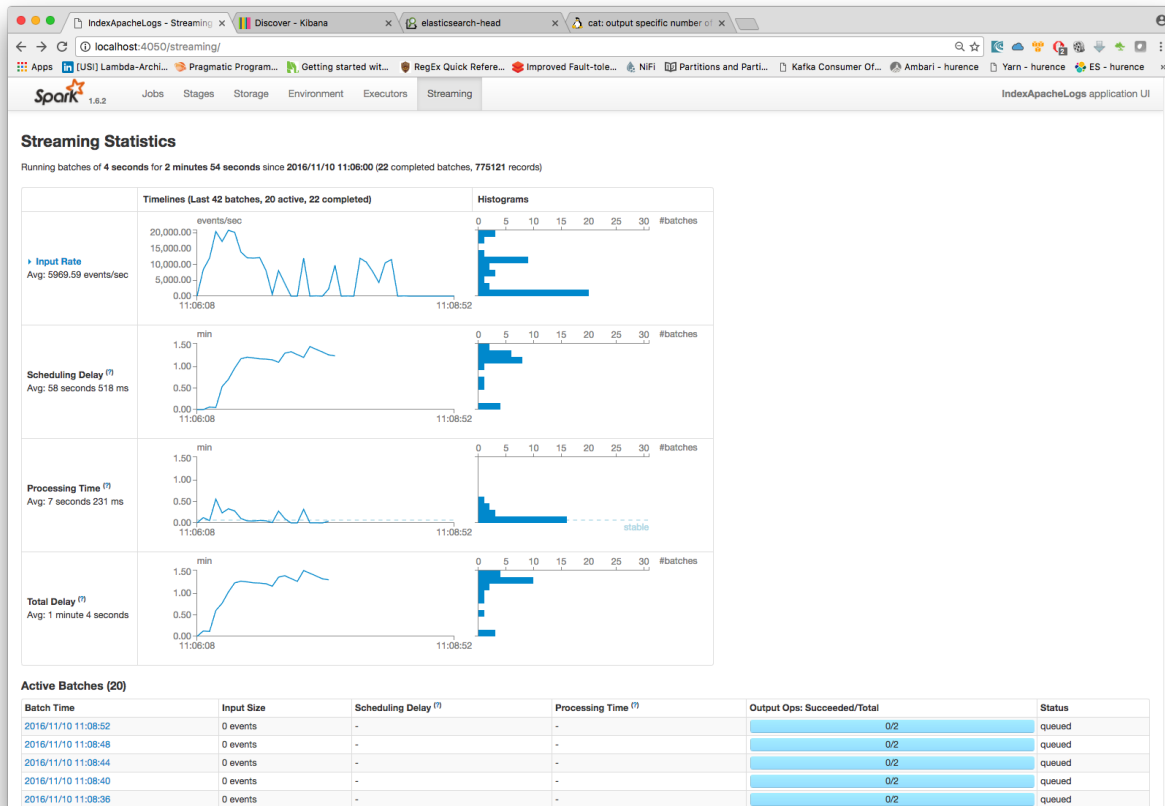 IndexApacheLogs - Streaming
Discover - Kibana
elasticsearch-head
cat: output specific number of
localhost:4050/streaming/
Apps [USI] Lambda-Archi... Pragmatic Program... Getting started wit... RegEx Quick Refere... Improved Fault-tole... NiFi Partitions and Parti... Kafka Consumer Of... Ambari - hurence Yarn - hurence ES - hurence
Spark 1.6.2 Jobs Stages Storage Environment Executors Streaming IndexApacheLogs application UI
Streaming Statistics
Running batches of 4 seconds for 2 minutes 54 seconds since 2016/11/10 11:06:00 (22 completed batches, 775121 records)
Timelines (Last 42 batches, 20 active, 22 completed) Histograms
events/sec 0 5 10 15 20 25 30 #batches
20,000.00
15,000.00
Input Rate 10,000.00
Avg: 5969.59 events/sec 5,000.00
0.00
11:06:08 11:08:52
min 0 5 10 15 20 25 30 #batches
1.50
1.00
Scheduling Delay (?)
Avg: 58 seconds 518 ms 0.50
0.00
11:06:08 11:08:52
min 0 5 10 15 20 25 30 #batches
1.50
1.00
Processing Time (?)
Avg: 7 seconds 231 ms 0.50
0.00 stable
11:06:08 11:08:52
min 0 5 10 15 20 25 30 #batches
1.50
1.00
Total Delay (?)
Avg: 1 minute 4 seconds 0.50
0.00
11:06:08 11:08:52
Active Batches (20)
Batch Time Input Size Scheduling Delay (?) Processing Time (?) Output Ops: Succeeded/Total Status
2016/11/10 11:08:52 0 events - - 0/2 queued
2016/11/10 11:08:48 0 events - - 0/2 queued
2016/11/10 11:08:44 0 events - - 0/2 queued
2016/11/10 11:08:40 0 events - - 0/2 queued
2016/11/10 11:08:36 0 events - - 0/2 queued